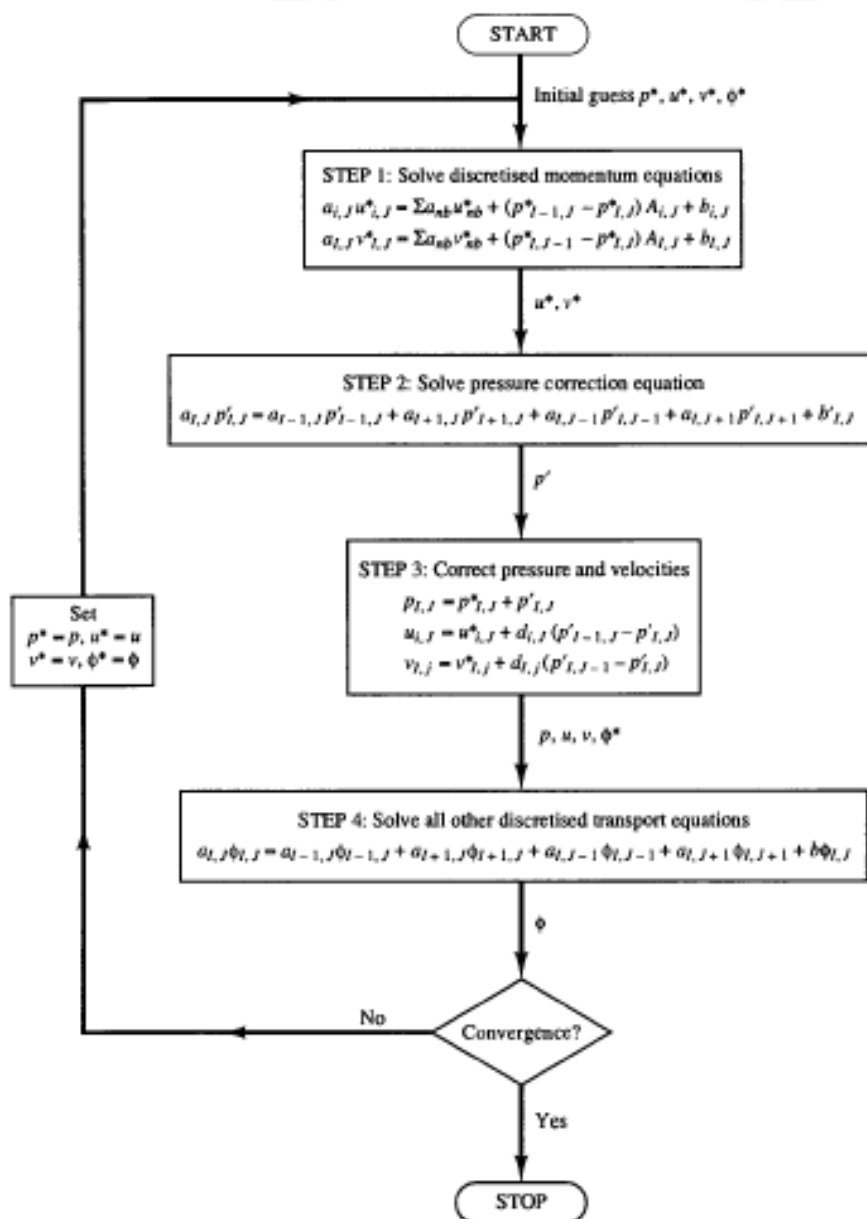 START
Initial guess p*, u*, v*, ϕ*
STEP 1: Solve discretised momentum equations
a_{i,J} u*_{i,J} = Σa_{nb}u*_{nb} + (p*_{I−1,J} − p*_{I,J}) A_{i,J} + b_{i,J}
a_{I,J} v*_{I,J} = Σa_{nb}v*_{nb} + (p*_{I,J−1} − p*_{I,J}) A_{I,J} + b_{I,J}
u*, v*
STEP 2: Solve pressure correction equation
a_{I,J} p′_{I,J} = a_{I−1,J} p′_{I−1,J} + a_{I+1,J} p′_{I+1,J} + a_{I,J−1} p′_{I,J−1} + a_{I,J+1} p′_{I,J+1} + b′_{I,J}
p′
STEP 3: Correct pressure and velocities
p_{I,J} = p*_{I,J} + p′_{I,J}
u_{i,J} = u*_{i,J} + d_{i,J} (p′_{I−1,J} − p′_{I,J})
v_{I,j} = v*_{I,j} + d_{I,j} (p′_{I,J−1} − p′_{I,J})
Set
p* = p, u* = u
v* = v, ϕ* = ϕ
p, u, v, ϕ*
STEP 4: Solve all other discretised transport equations
a_{I,J}ϕ_{I,J} = a_{I−1,J}ϕ_{I−1,J} + a_{I+1,J}ϕ_{I+1,J} + a_{I,J−1}ϕ_{I,J−1} + a_{I,J+1}ϕ_{I,J+1} + bϕ_{I,J}
ϕ
No
Convergence?
Yes
STOP